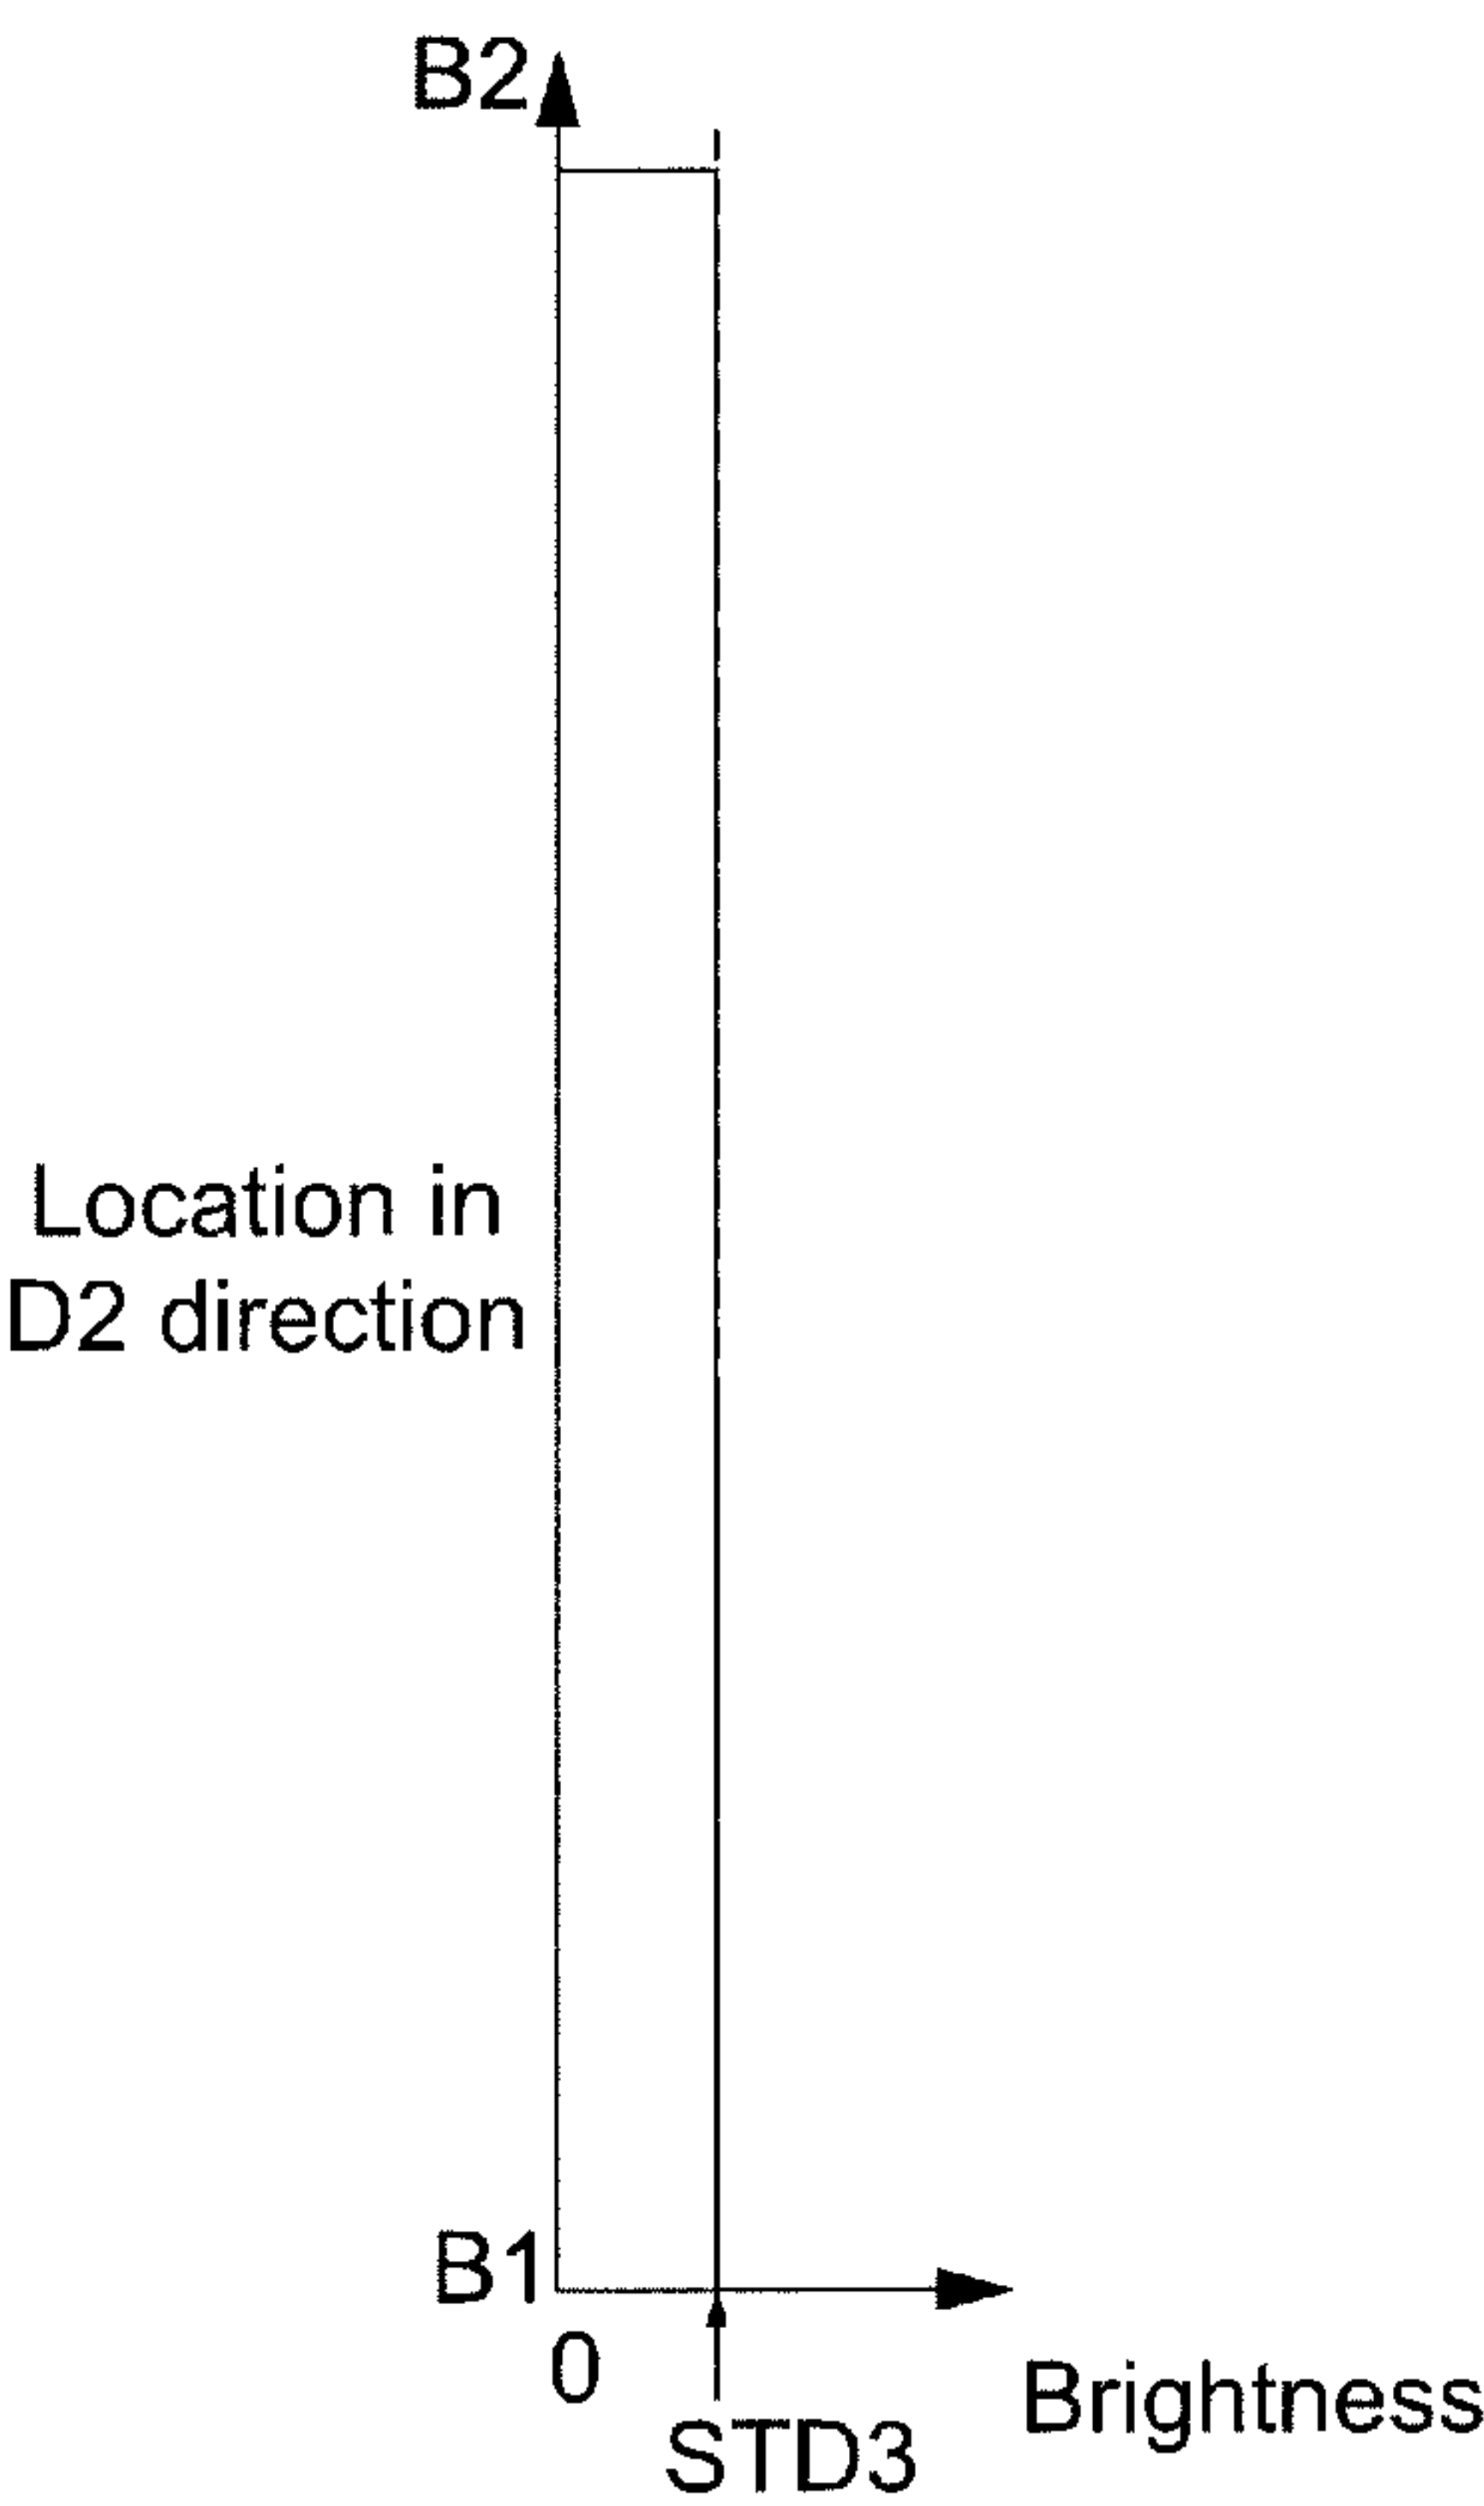 B2
Location in
D2 direction
B1
0
Brightness
STD3